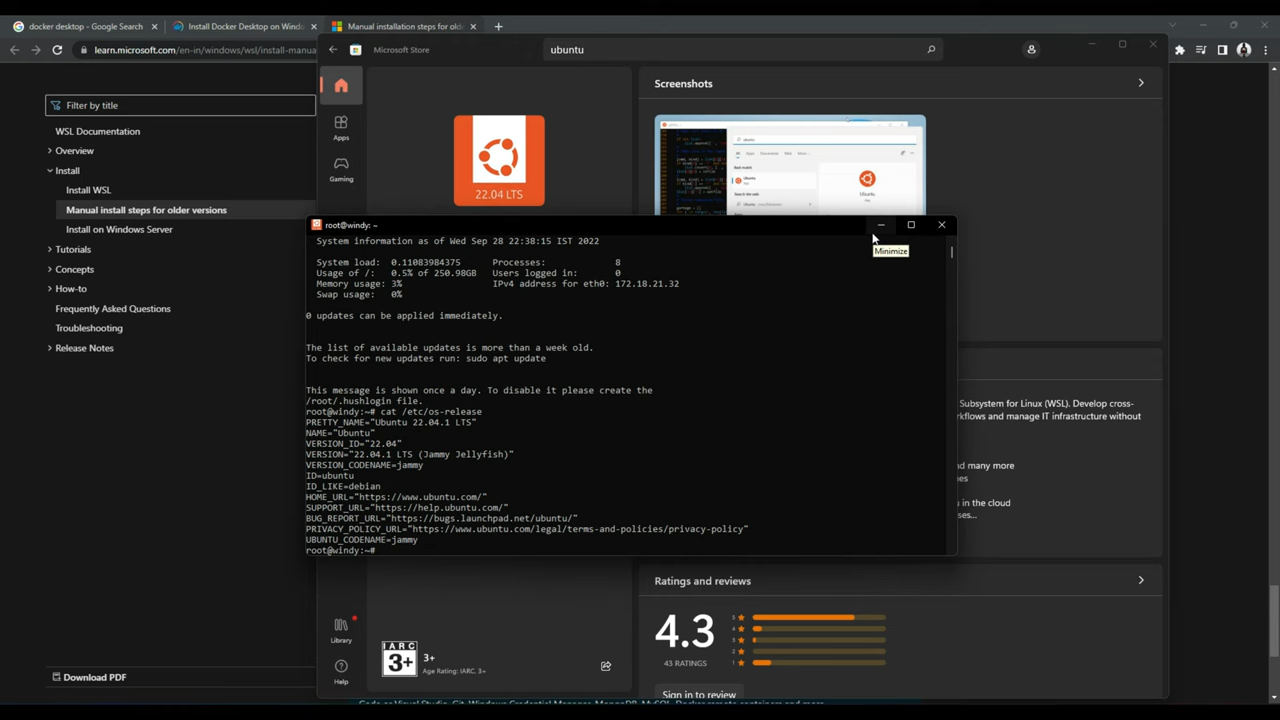 docker desktop - Google Search
Install Docker Desktop on Windo
Manual installation steps for olde
learn.microsoft.com/en-in/windows/wsl/install-manua
Microsoft Store
ubuntu
Filter by title
WSL Documentation
Overview
Install
Install WSL
Manual install steps for older versions
Install on Windows Server
Tutorials
Concepts
How-to
Frequently Asked Questions
Troubleshooting
Release Notes
Download PDF
Apps
Gaming
Library
Help
22.04 LTS
Screenshots
ubuntu
Ubuntu
root@windy: ~
Minimize
System information as of Wed Sep 28 22:38:15 IST 2022
System load: 0.11083984375 Processes: 8
Usage of /: 0.5% of 250.98GB Users logged in: 0
Memory usage: 3% IPv4 address for eth0: 172.18.21.32
Swap usage: 0%
0 updates can be applied immediately.
The list of available updates is more than a week old.
To check for new updates run: sudo apt update
This message is shown once a day. To disable it please create the
/root/.hushlogin file.
root@windy:~# cat /etc/os-release
PRETTY_NAME="Ubuntu 22.04.1 LTS"
NAME="Ubuntu"
VERSION_ID="22.04"
VERSION="22.04.1 LTS (Jammy Jellyfish)"
VERSION_CODENAME=jammy
ID=ubuntu
ID_LIKE=debian
HOME_URL="https://www.ubuntu.com/"
SUPPORT_URL="https://help.ubuntu.com/"
BUG_REPORT_URL="https://bugs.launchpad.net/ubuntu/"
PRIVACY_POLICY_URL="https://www.ubuntu.com/legal/terms-and-policies/privacy-policy"
UBUNTU_CODENAME=jammy
root@windy:~#
Subsystem for Linux (WSL). Develop cross-
orkflows and manage IT infrastructure without
d many more
es
in the cloud
ses...
3+
3+
Age Rating: IARC. 3+
Ratings and reviews
4.3
43 RATINGS
5
4
3
2
1
Sign in to review